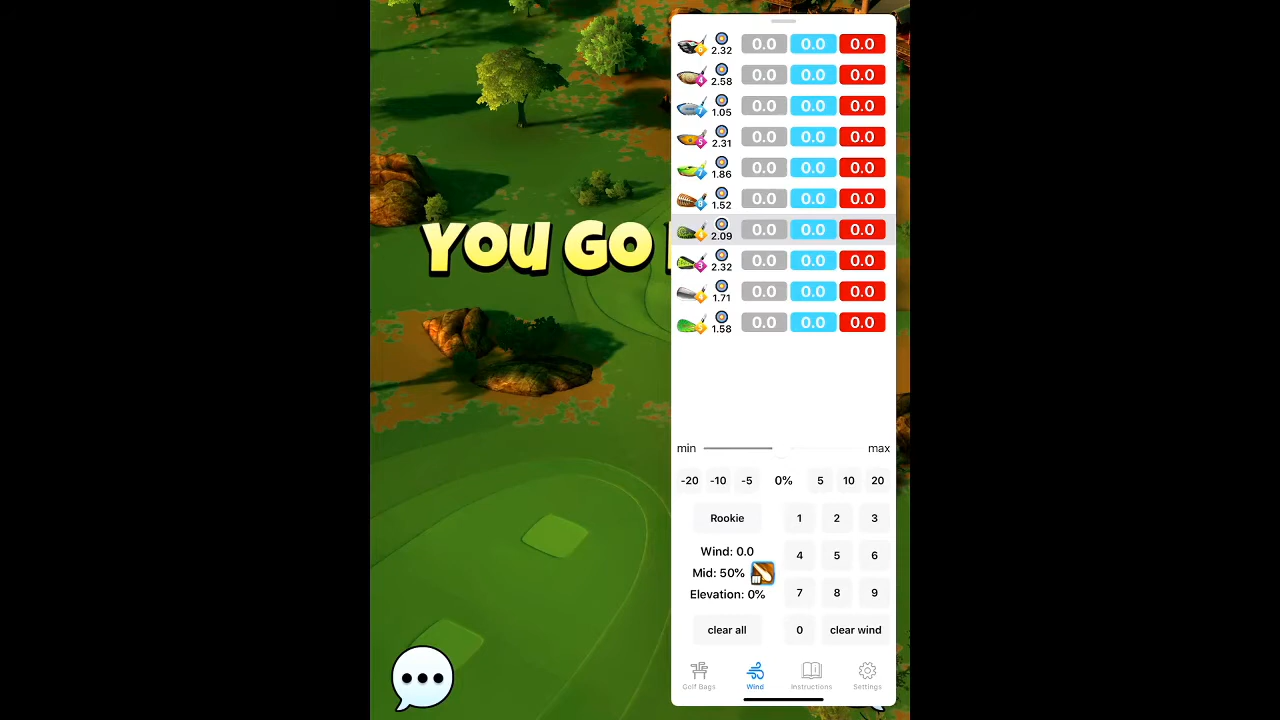 2.32 0.0 0.0 0.0
2.58 0.0 0.0 0.0
1.05 0.0 0.0 0.0
YOU GO
2.31 0.0 0.0 0.0
1.86 0.0 0.0 0.0
1.52 0.0 0.0 0.0
2.09 0.0 0.0 0.0
2.32 0.0 0.0 0.0
1.71 0.0 0.0 0.0
1.58 0.0 0.0 0.0
min max
-20 -10 -5 0% 5 10 20
Rookie 1 2 3
Wind: 0.0
Mid: 50% 4 5 6
Elevation: 0% 7 8 9
clear all 0 clear wind
Golf Bags Wind Instructions Settings